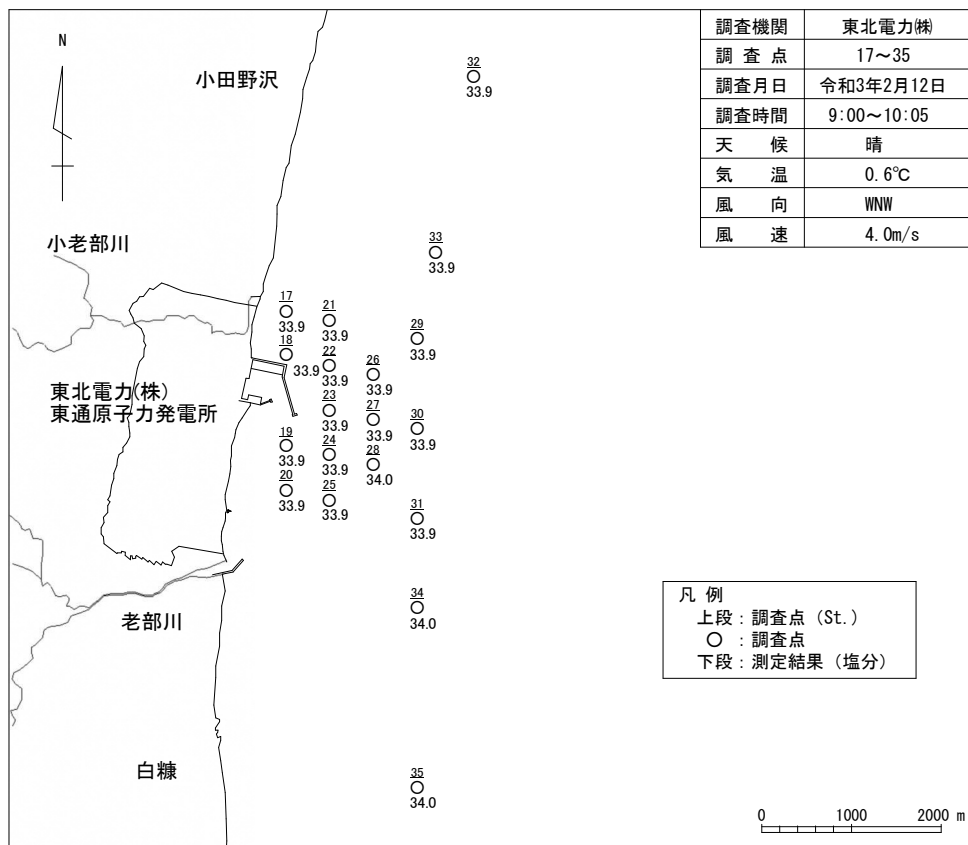 調査機関 東北電力㈱
調査点 17～35
調査月日 令和3年2月12日
調査時間 9:00～10:05
天候 晴
気温 0.6℃
風向 WNW
風速 4.0m/s
N
小田野沢
32
33.9
小老部川
33
33.9
17
33.9
21
33.9
29
33.9
18
33.9
22
33.9
26
33.9
東北電力(株)
東通原子力発電所
23
33.9
27
33.9
30
33.9
19
33.9
24
33.9
28
34.0
20
33.9
25
33.9
31
33.9
34
34.0
老部川
凡 例
上段：調査点（St.）
○ ：調査点
下段：測定結果（塩分）
白糠
35
34.0
0 1000 2000 m